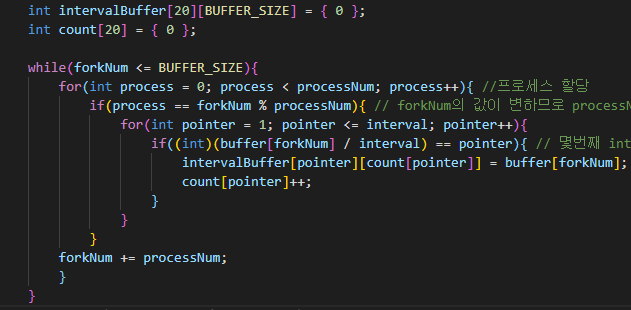 int intervalBuffer[20][BUFFER_SIZE] = { 0 };
int count[20] = { 0 };
while(forkNum <= BUFFER_SIZE){
for(int process = 0; process < processNum; process++){ //프로세스 할당
if(process == forkNum % processNum){ // forkNum의 값이 변하므로 processN
for(int pointer = 1; pointer <= interval; pointer++){
if((int)(buffer[forkNum] / interval) == pointer){ // 몇번째 int
intervalBuffer[pointer][count[pointer]] = buffer[forkNum];
count[pointer]++;
}
}
}
forkNum += processNum;
}
}